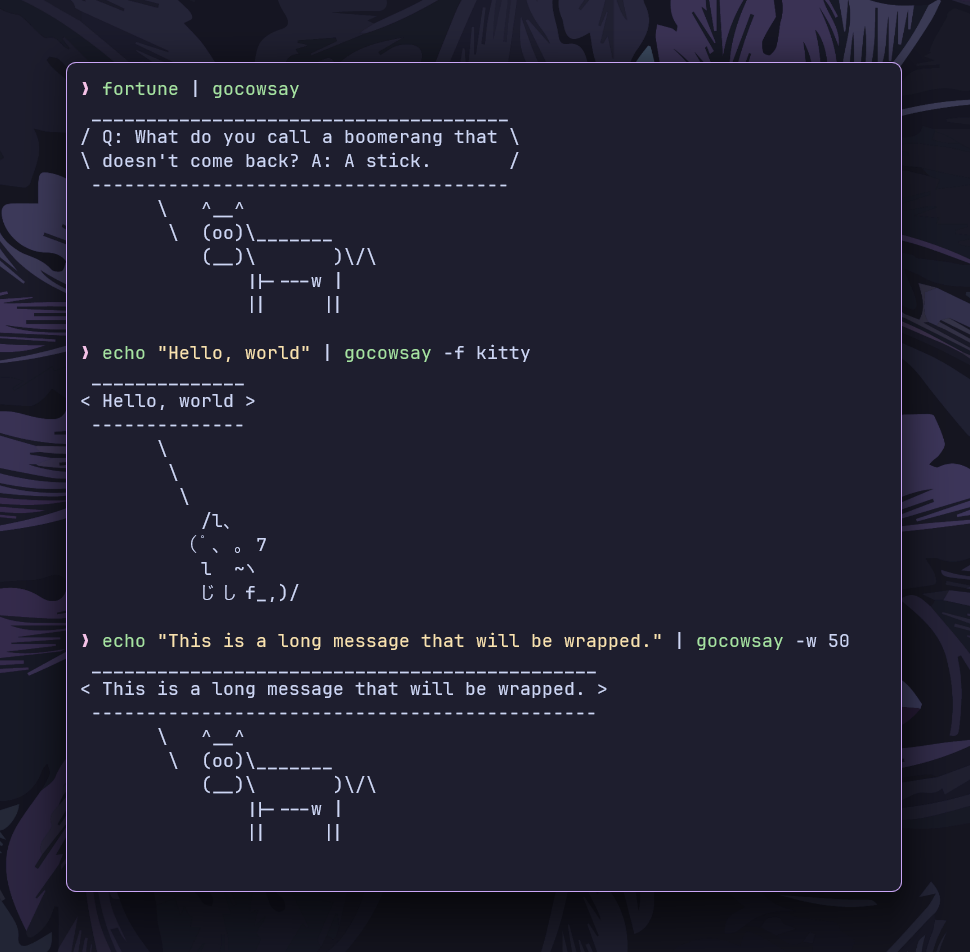 ❫ fortune | gocowsay
 ______________________________________
/ Q: What do you call a boomerang that \
\ doesn't come back? A: A stick.       /
 --------------------------------------
       \   ^__^
        \  (oo)\_______
           (__)\       )\/\
               ||----w |
               ||     ||

❫ echo "Hello, world" | gocowsay -f kitty
 ______________
< Hello, world >
 --------------
       \
        \
         \
           /l、
          (ﾟ、 。7
           l  ~ヽ
           じしf_,)/

❫ echo "This is a long message that will be wrapped." | gocowsay -w 50
 ______________________________________________
< This is a long message that will be wrapped. >
 ----------------------------------------------
       \   ^__^
        \  (oo)\_______
           (__)\       )\/\
               ||----w |
               ||     ||